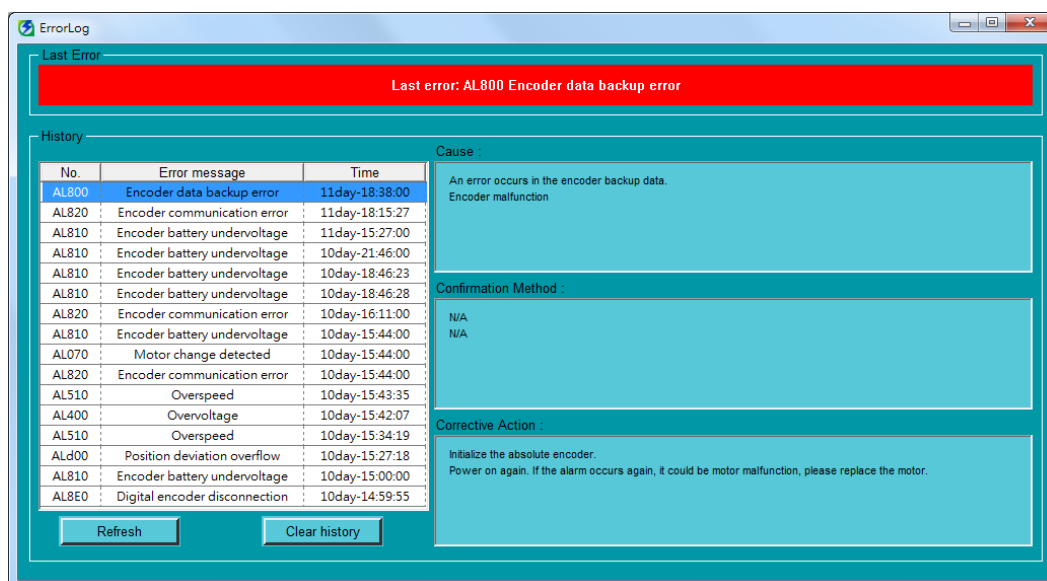 ErrorLog
Last Error
Last error: AL800 Encoder data backup error
History
No. Error message Time
AL800 Encoder data backup error 11day-18:38:00
AL820 Encoder communication error 11day-18:15:27
AL810 Encoder battery undervoltage 11day-15:27:00
AL810 Encoder battery undervoltage 10day-21:46:00
AL810 Encoder battery undervoltage 10day-18:46:23
AL810 Encoder battery undervoltage 10day-18:46:28
AL820 Encoder communication error 10day-16:11:00
AL810 Encoder battery undervoltage 10day-15:44:00
AL070 Motor change detected 10day-15:44:00
AL820 Encoder communication error 10day-15:44:00
AL510 Overspeed 10day-15:43:35
AL400 Overvoltage 10day-15:42:07
AL510 Overspeed 10day-15:34:19
ALd00 Position deviation overflow 10day-15:27:18
AL810 Encoder battery undervoltage 10day-15:00:00
AL8E0 Digital encoder disconnection 10day-14:59:55
Refresh Clear history
Cause :
An error occurs in the encoder backup data.
Encoder malfunction
Confirmation Method :
N/A
N/A
Corrective Action :
Initialize the absolute encoder.
Power on again. If the alarm occurs again, it could be motor malfunction, please replace the motor.